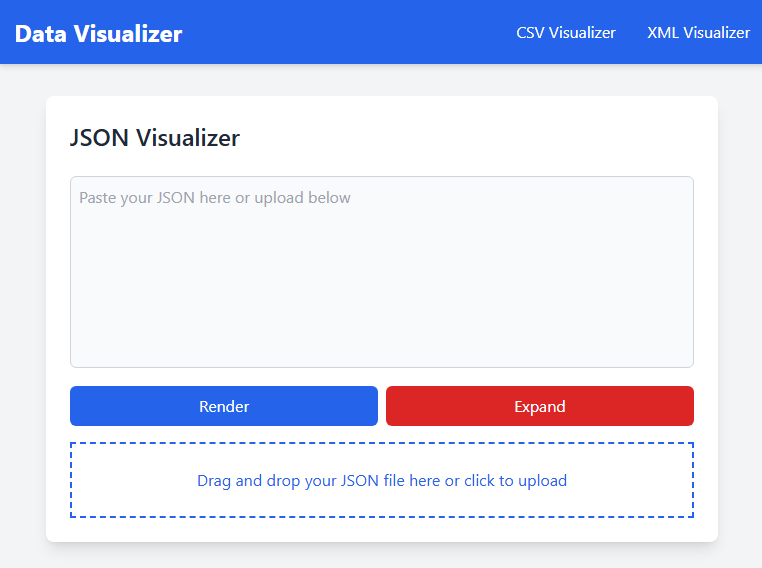 Data Visualizer
CSV Visualizer
XML Visualizer
JSON Visualizer
Paste your JSON here or upload below
Render
Expand
Drag and drop your JSON file here or click to upload